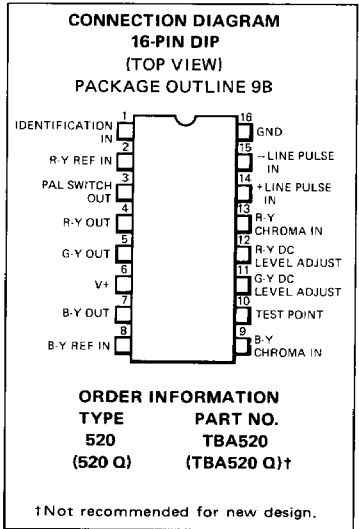 CONNECTION DIAGRAM
16-PIN DIP
(TOP VIEW)
PACKAGE OUTLINE 9B
1
IDENTIFICATION
IN
2
R-Y REF IN
3
PAL SWITCH
OUT
4
R-Y OUT
5
G-Y OUT
6
V+
7
B-Y OUT
8
B-Y REF IN
16
GND
15
−LINE PULSE
IN
14
+LINE PULSE
IN
13
R-Y
CHROMA IN
12
R-Y DC
LEVEL ADJUST
11
G-Y DC
LEVEL ADJUST
10
TEST POINT
9
B-Y
CHROMA IN
ORDER INFORMATION
TYPE PART NO.
520 TBA520
(520 Q) (TBA520 Q)†
†Not recommended for new design.